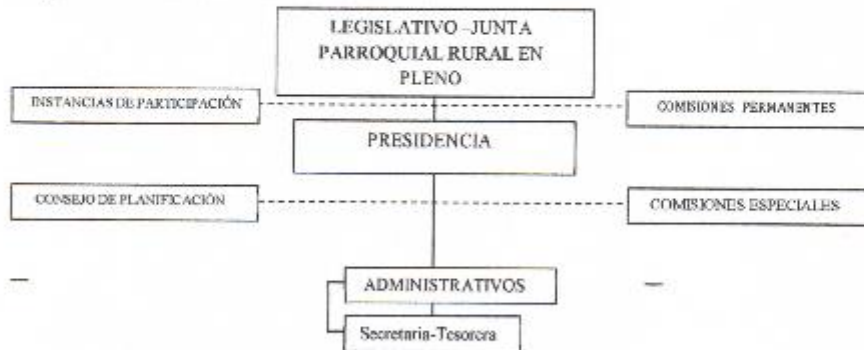 LEGISLATIVO -JUNTA
PARROQUIAL RURAL EN
PLENO
INSTANCIAS DE PARTICIPACIÓN
COMISIONES PERMANENTES
PRESIDENCIA
CONSEJO DE PLANIFICACIÓN
COMISIONES ESPECIALES
ADMINISTRATIVOS
Secretaria-Tesorera